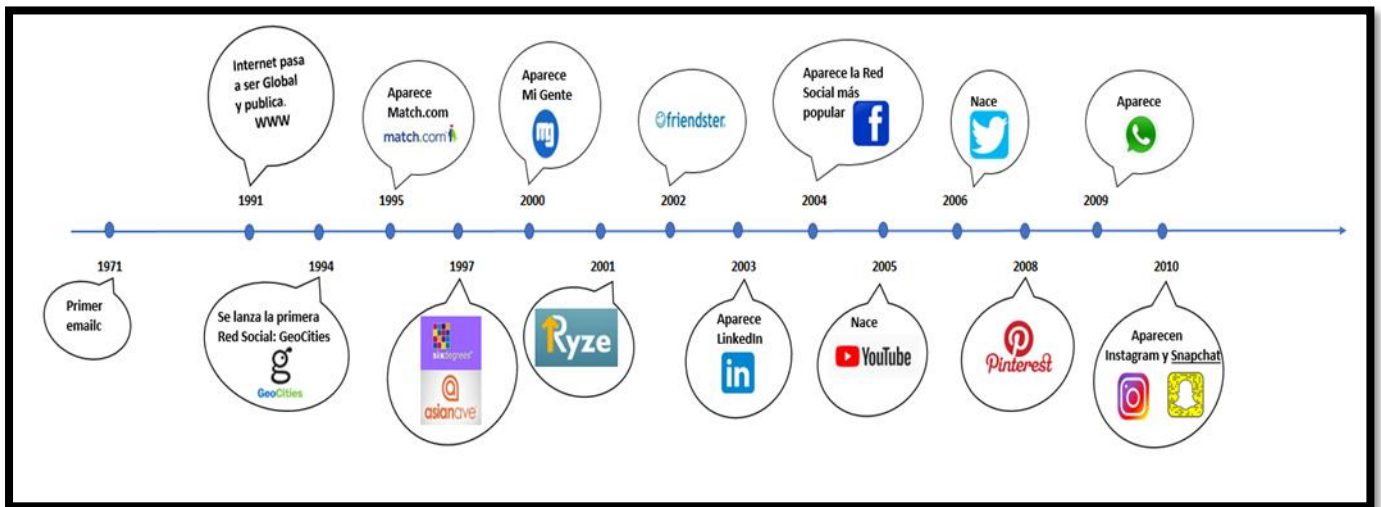 Internet pasa
a ser Global
y publica.
WWW
Aparece
Match.com
match.com
Aparece
Mi Gente
mg
friendster
Aparece la Red
Social más
popular
f
Nace
Aparece
1991
1995
2000
2002
2004
2006
2009
1971
1994
1997
2001
2003
2005
2008
2010
Primer
emailc
Se lanza la primera
Red Social: GeoCities
g
GeoCities
sixdegrees
a
asianave
Ryze
Aparece
LinkedIn
in
Nace
YouTube
P
Pinterest
Aparecen
Instagram y Snapchat